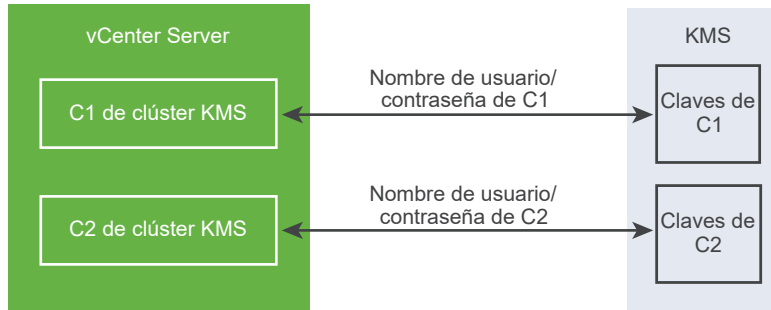 vCenter Server
KMS
C1 de clúster KMS
Nombre de usuario/
contraseña de C1
Claves de
C1
C2 de clúster KMS
Nombre de usuario/
contraseña de C2
Claves de
C2